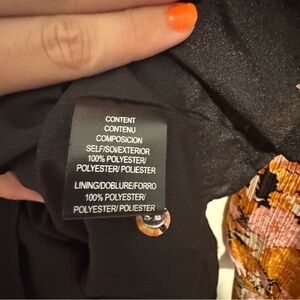 CONTENT
CONTENU
COMPOSICION
SELF/SOI/EXTERIOR
100% POLYESTER/
POLYESTER/ POLIESTER
LINING/DOBLURE/FORRO
100% POLYESTER/
POLYESTER/ POLIESTER